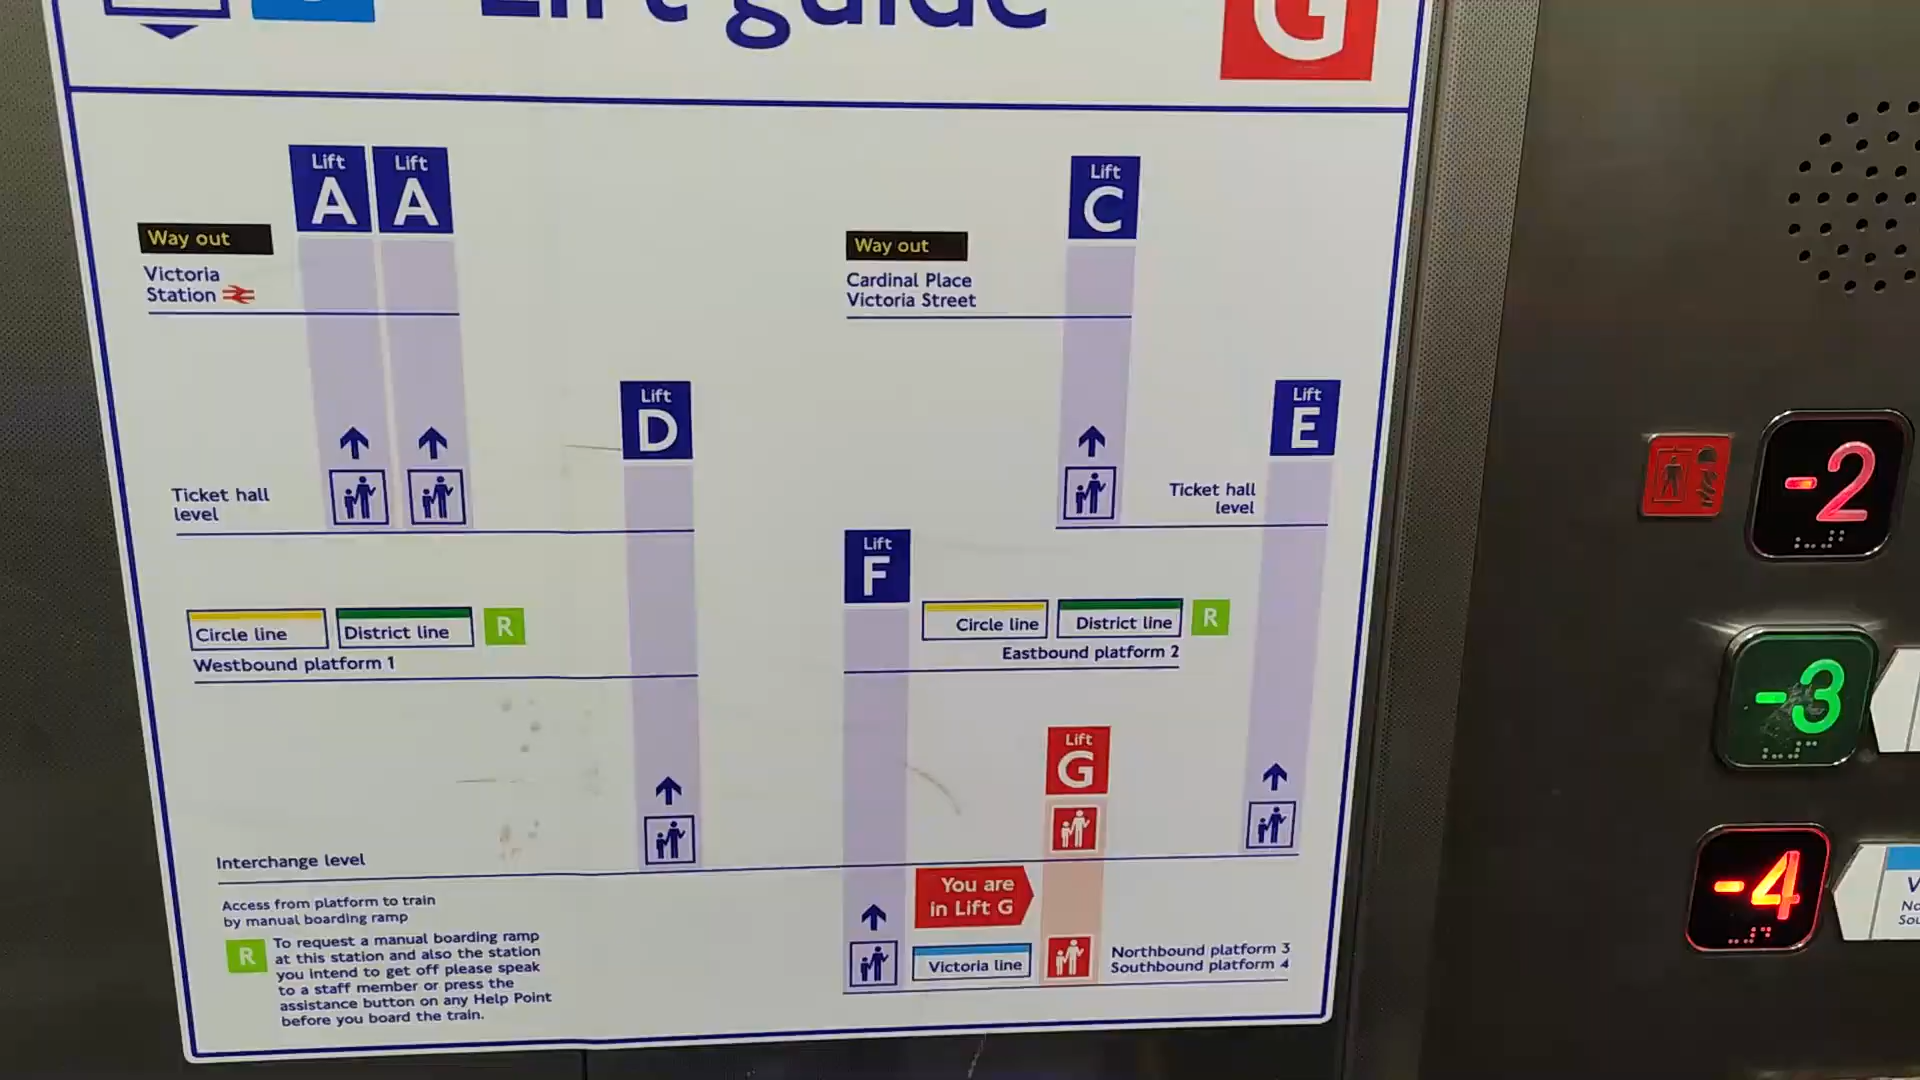 Lift guide
G
Lift
A
Lift
A
Way out
Victoria
Station
Lift
C
Way out
Cardinal Place
Victoria Street
Lift
D
Lift
E
Ticket hall
level
Ticket hall
level
Lift
F
Circle line
District line
R
Westbound platform 1
Circle line
District line
R
Eastbound platform 2
Lift
G
Interchange level
You are
in Lift G
Victoria line
Northbound platform 3
Southbound platform 4
Access from platform to train
by manual boarding ramp
R
To request a manual boarding ramp
at this station and also the station
you intend to get off please speak
to a staff member or press the
assistance button on any Help Point
before you board the train.
-2
-3
-4